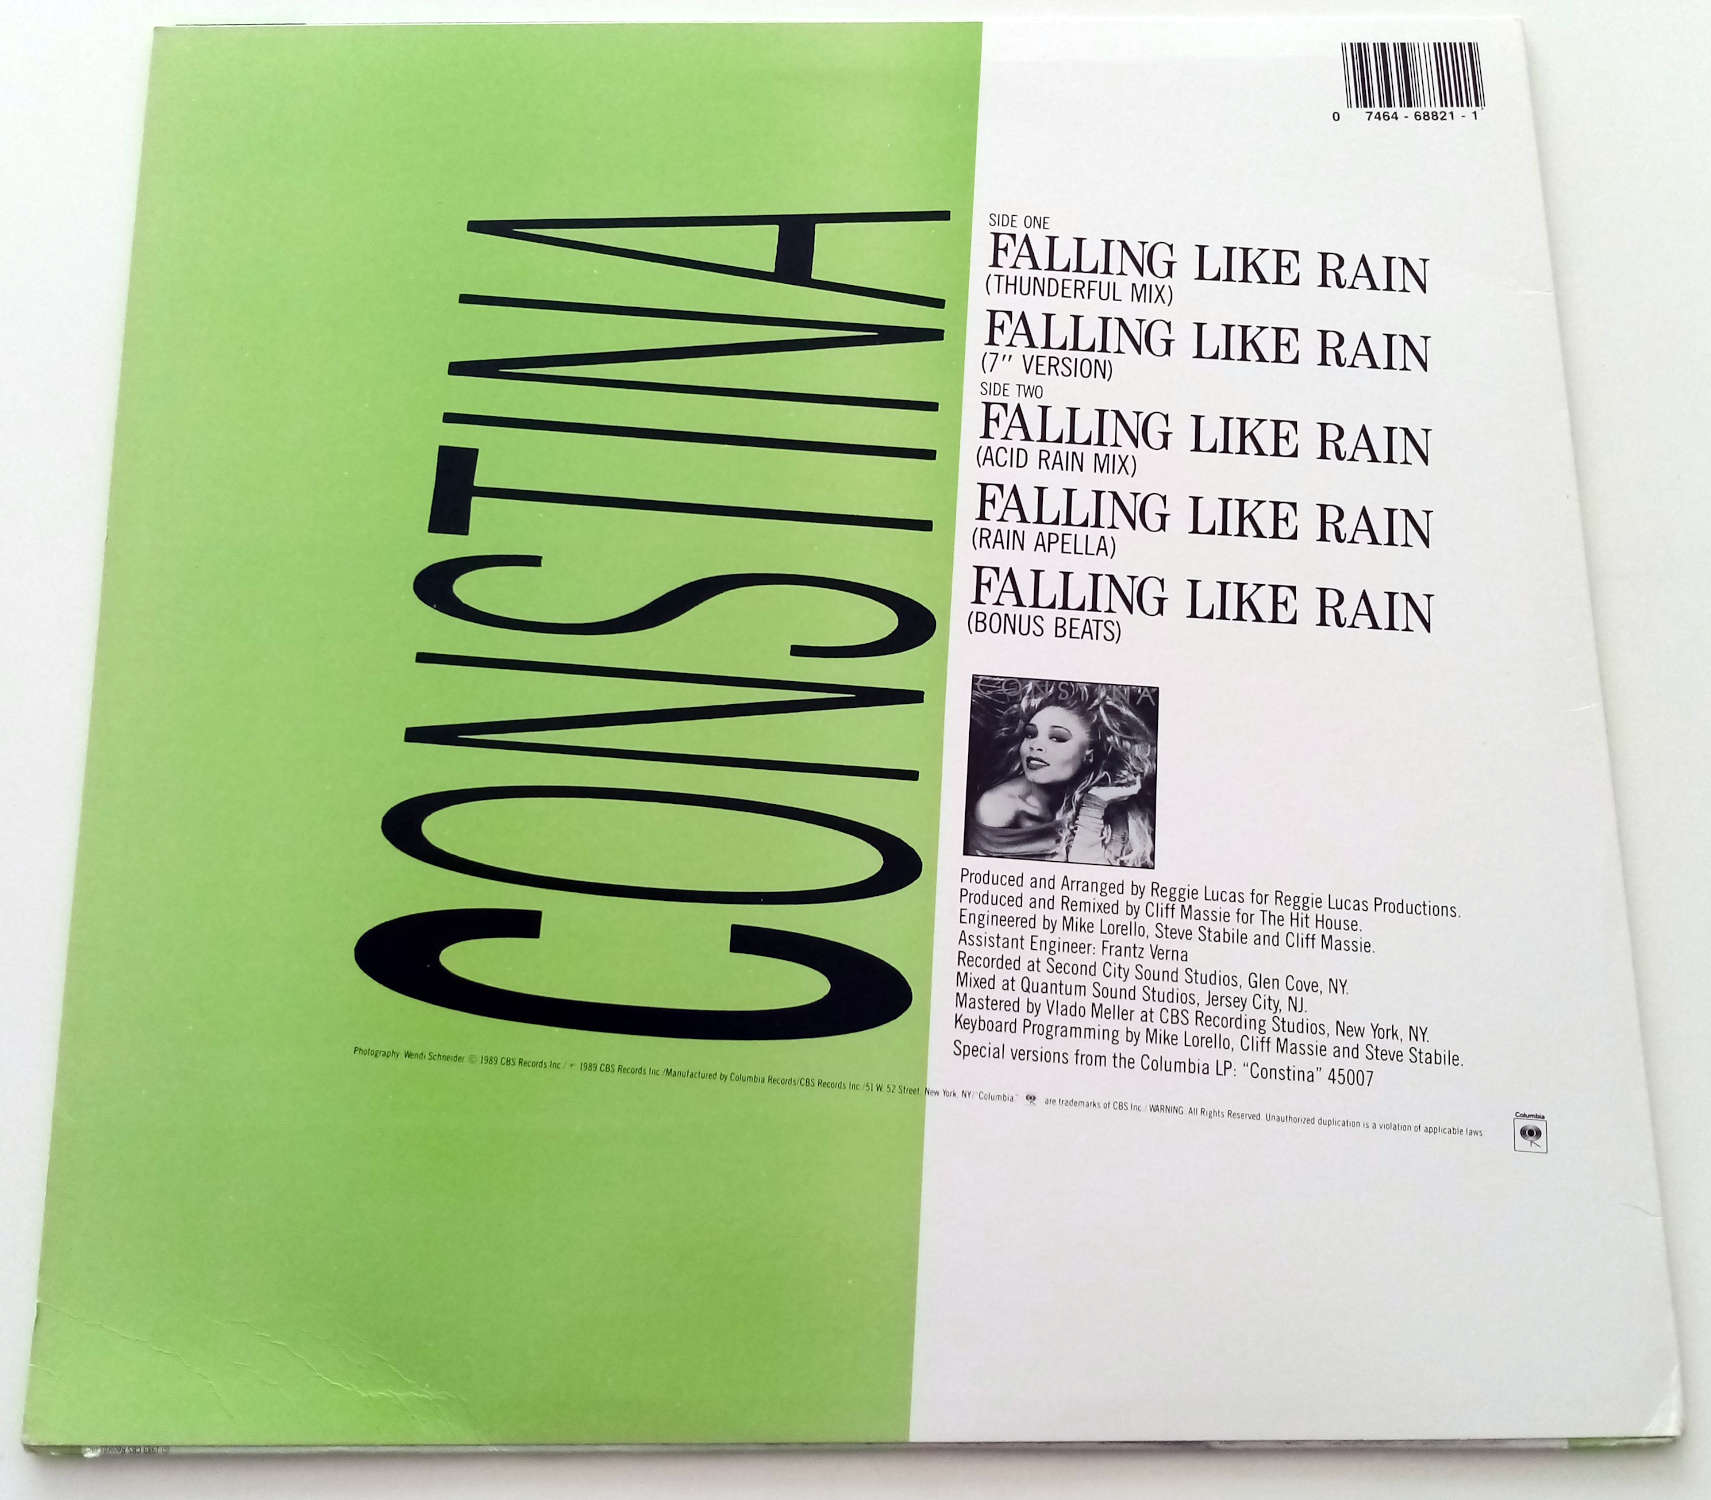 0 7464 - 68821 - 1
CONSTINA
SIDE ONE
FALLING LIKE RAIN
(THUNDERFUL MIX)
FALLING LIKE RAIN
(7" VERSION)
SIDE TWO
FALLING LIKE RAIN
(ACID RAIN MIX)
FALLING LIKE RAIN
(RAIN APELLA)
FALLING LIKE RAIN
(BONUS BEATS)
CONSTINA
Produced and Arranged by Reggie Lucas for Reggie Lucas Productions.
Produced and Remixed by Cliff Massie for The Hit House.
Engineered by Mike Lorello, Steve Stabile and Cliff Massie.
Assistant Engineer: Frantz Verna
Recorded at Second City Sound Studios, Glen Cove, NY.
Mixed at Quantum Sound Studios, Jersey City, NJ.
Mastered by Vlado Meller at CBS Recording Studios, New York, NY.
Keyboard Programming by Mike Lorello, Cliff Massie and Steve Stabile.
Special versions from the Columbia LP: “Constina” 45007
Photography: Wendi Schneider © 1989 CBS Records Inc./ ℗ 1989 CBS Records Inc./Manufactured by Columbia Records/CBS Records Inc./51 W. 52 Street, New York, NY/“Columbia,” are trademarks of CBS Inc./WARNING: All Rights Reserved. Unauthorized duplication is a violation of applicable laws.
Columbia